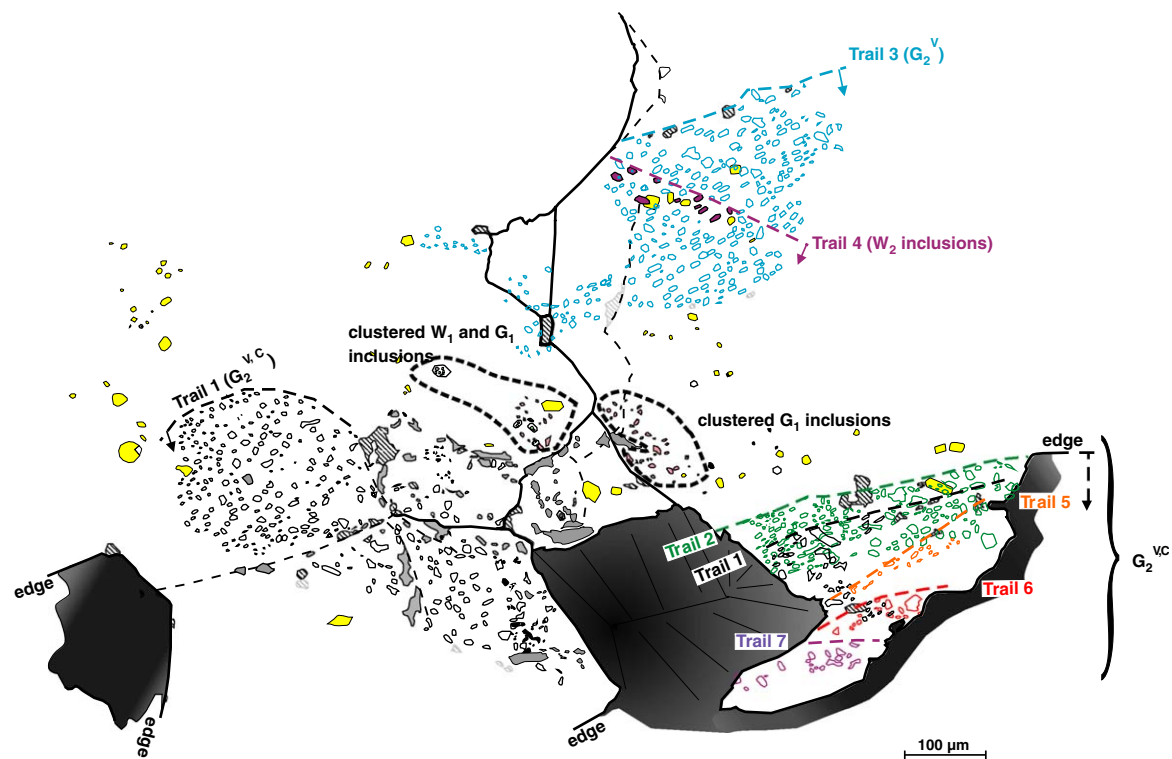 Trail 3 (G₂ⱽ)
Trail 4 (W₂ inclusions)
clustered W₁ and G₁
inclusions
Trail 1 (G₂ⱽ,ꟲ)
clustered G₁ inclusions
edge
Trail 5
Trail 2
Trail 1
G₂ⱽ,ꟲ
edge
Trail 6
Trail 7
edge
edge
100 µm